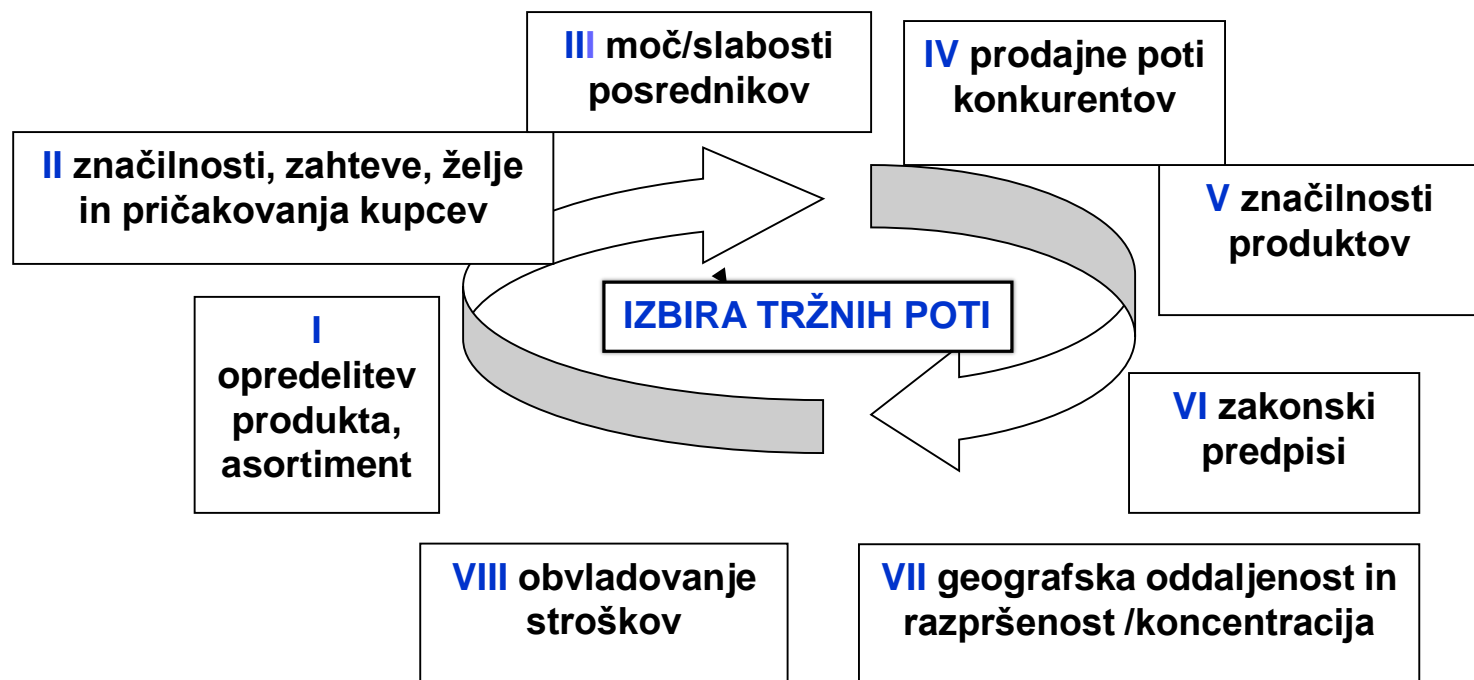 III moč/slabosti
posrednikov
IV prodajne poti
konkurentov
II značilnosti, zahteve, želje
in pričakovanja kupcev
V značilnosti
produktov
IZBIRA TRŽNIH POTI
I
opredelitev
produkta,
asortiment
VI zakonski
predpisi
VIII obvladovanje
stroškov
VII geografska oddaljenost in
razpršenost /koncentracija